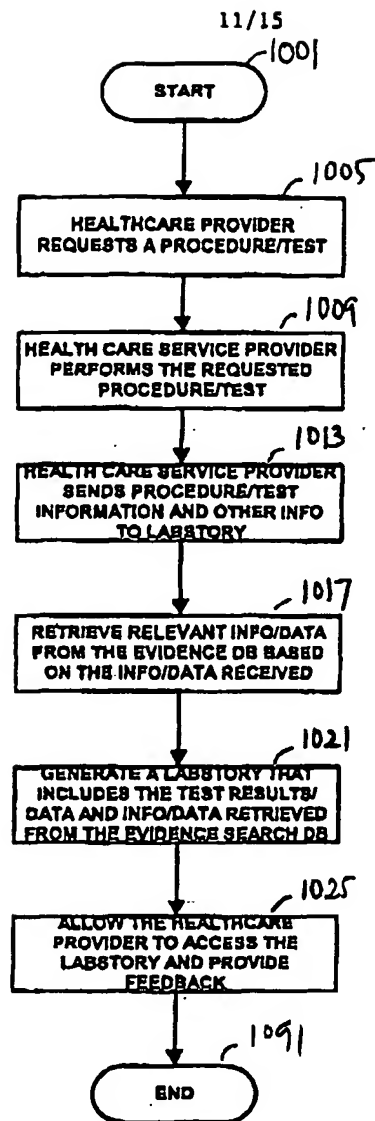 11/15
1001
START
1005
HEALTHCARE PROVIDER
REQUESTS A PROCEDURE/TEST
1009
HEALTH CARE SERVICE PROVIDER
PERFORMS THE REQUESTED
PROCEDURE/TEST
1013
HEALTH CARE SERVICE PROVIDER
SENDS PROCEDURE/TEST
INFORMATION AND OTHER INFO
TO LABSTORY
1017
RETRIEVE RELEVANT INFO/DATA
FROM THE EVIDENCE DB BASED
ON THE INFO/DATA RECEIVED
1021
GENERATE A LABSTORY THAT
INCLUDES THE TEST RESULTS/
DATA AND INFO/DATA RETRIEVED
FROM THE EVIDENCE SEARCH DB
1025
ALLOW THE HEALTHCARE
PROVIDER TO ACCESS THE
LABSTORY AND PROVIDE
FEEDBACK
1091
END